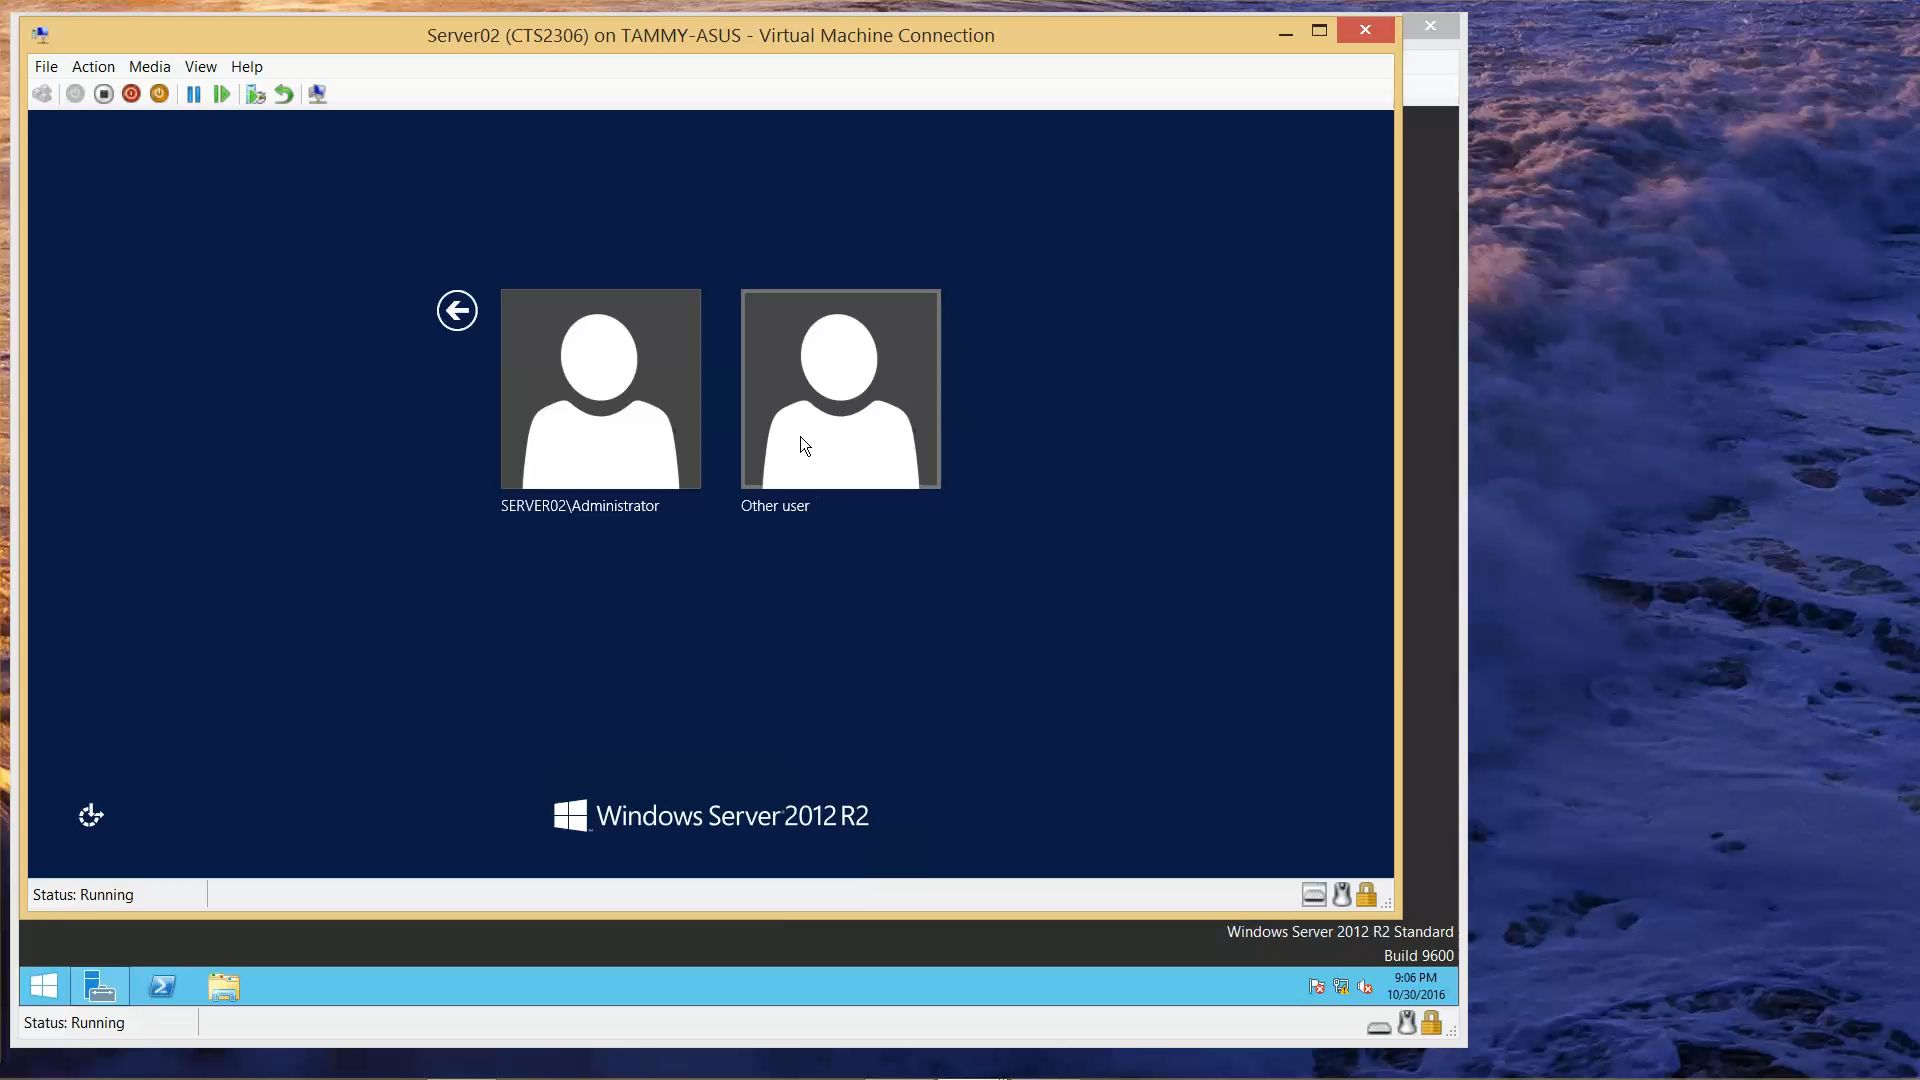 Server02 (CTS2306) on TAMMY-ASUS - Virtual Machine Connection
File Action Media View Help
SERVER02\Administrator
Other user
Windows Server 2012 R2
Status: Running
Windows Server 2012 R2 Standard
Build 9600
9:06 PM
10/30/2016
Status: Running